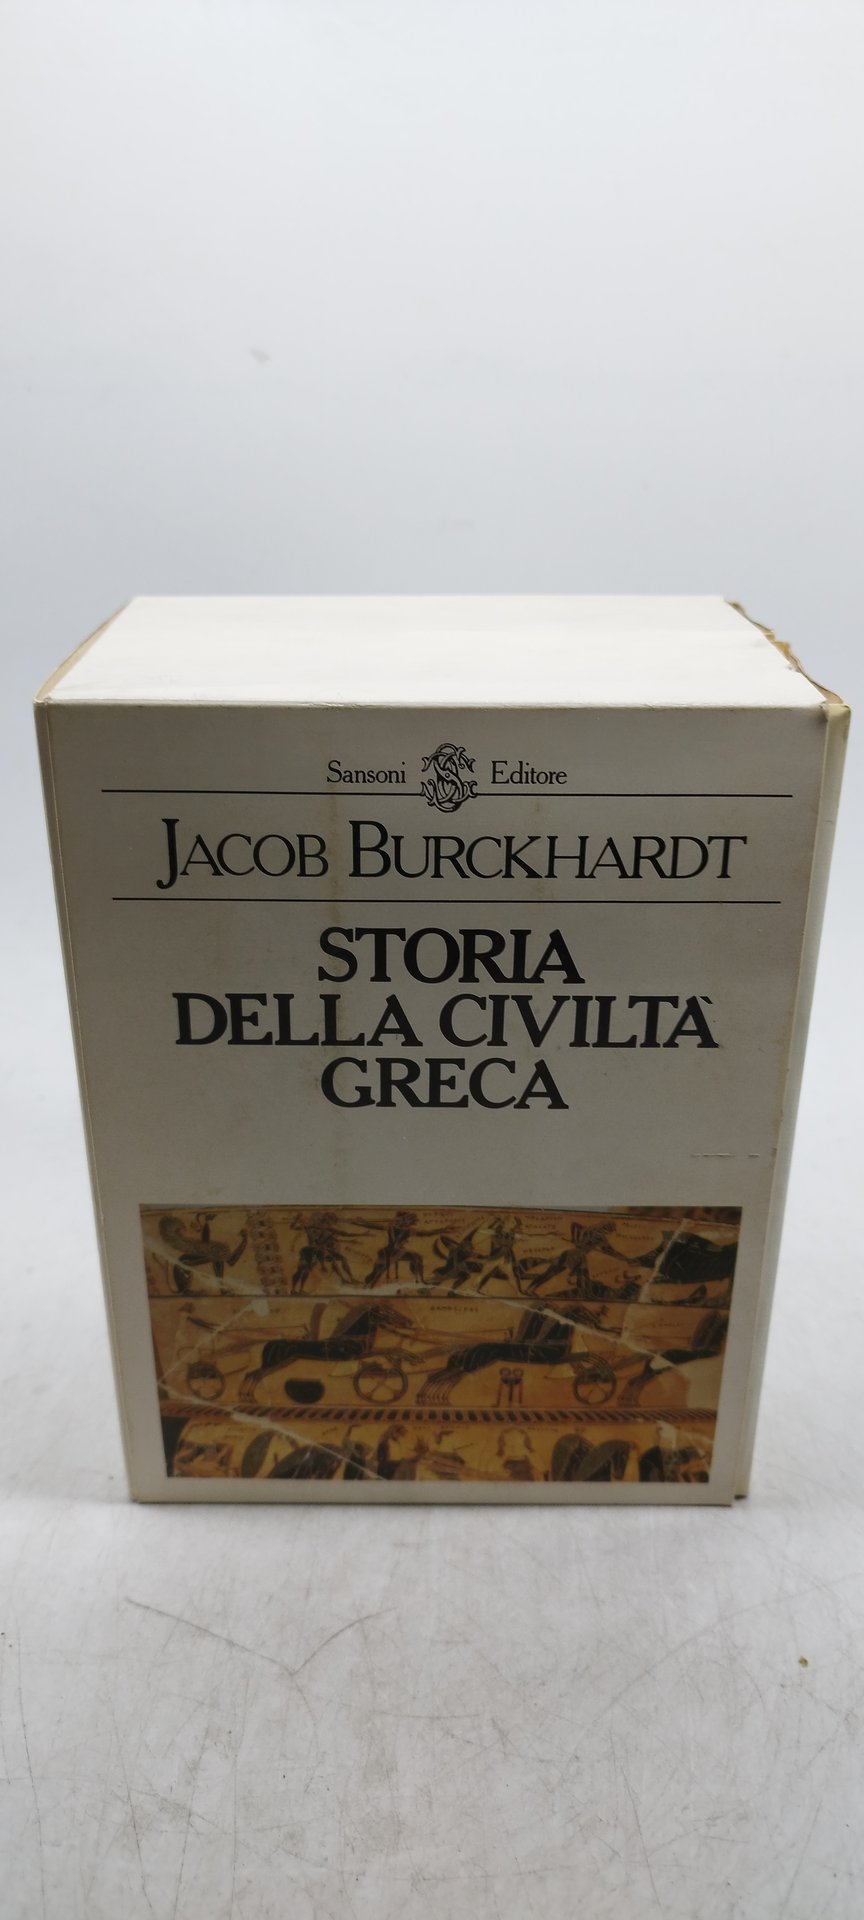 Sansoni Editore
JACOB BURCKHARDT
STORIA
DELLA CIVILTÀ
GRECA